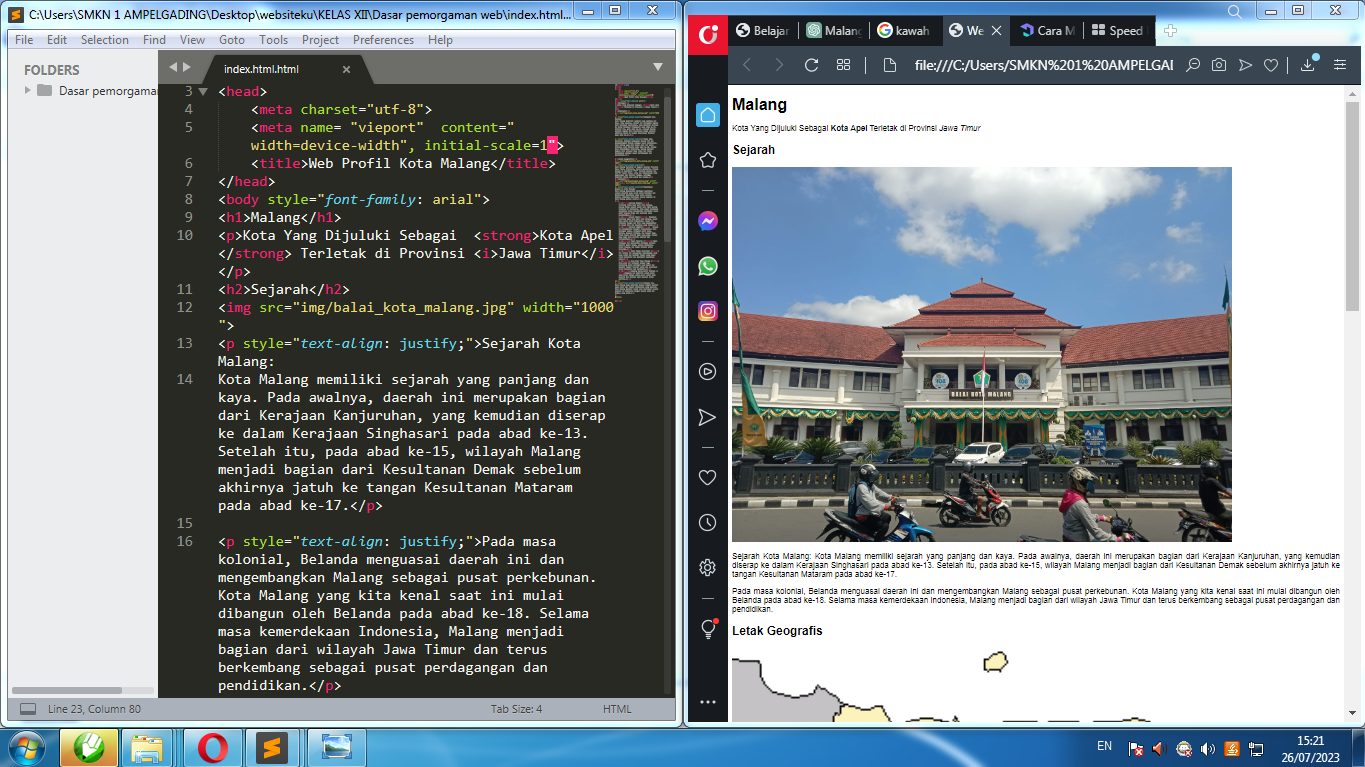 C:\Users\SMKN 1 AMPELGADING\Desktop\websiteku\KELAS XII\Dasar pemorgaman web\index.html...
File Edit Selection Find View Goto Tools Project Preferences Help
FOLDERS
Dasar pemorgamar
index.html.html
3 <head>
4 <meta charset="utf-8">
5 <meta name= "vieport" content="
width=device-width", initial-scale=1">
6 <title>Web Profil Kota Malang</title>
7 </head>
8 <body style="font-family: arial">
9 <h1>Malang</h1>
10 <p>Kota Yang Dijuluki Sebagai <strong>Kota Apel
</strong> Terletak di Provinsi <i>Jawa Timur</i>
</p>
11 <h2>Sejarah</h2>
12 <img src="img/balai_kota_malang.jpg" width="1000
">
13 <p style="text-align: justify;">Sejarah Kota
Malang:
14 Kota Malang memiliki sejarah yang panjang dan
kaya. Pada awalnya, daerah ini merupakan bagian
dari Kerajaan Kanjuruhan, yang kemudian diserap
ke dalam Kerajaan Singhasari pada abad ke-13.
Setelah itu, pada abad ke-15, wilayah Malang
menjadi bagian dari Kesultanan Demak sebelum
akhirnya jatuh ke tangan Kesultanan Mataram
pada abad ke-17.</p>
15
16 <p style="text-align: justify;">Pada masa
kolonial, Belanda menguasai daerah ini dan
mengembangkan Malang sebagai pusat perkebunan.
Kota Malang yang kita kenal saat ini mulai
dibangun oleh Belanda pada abad ke-18. Selama
masa kemerdekaan Indonesia, Malang menjadi
bagian dari wilayah Jawa Timur dan terus
berkembang sebagai pusat perdagangan dan
pendidikan.</p>
Line 23, Column 80
Tab Size: 4
HTML
Belajar
Malang
kawah
We
Cara M
Speed
file:///C:/Users/SMKN%201%20AMPELGAI
Malang
Kota Yang Dijuluki Sebagai Kota Apel Terletak di Provinsi Jawa Timur
Sejarah
BALAI KOTA MALANG
Sejarah Kota Malang: Kota Malang memiliki sejarah yang panjang dan kaya. Pada awalnya, daerah ini merupakan bagian dari Kerajaan Kanjuruhan, yang kemudian
diserap ke dalam Kerajaan Singhasari pada abad ke-13. Setelah itu, pada abad ke-15, wilayah Malang menjadi bagian dari Kesultanan Demak sebelum akhirnya jatuh ke
tangan Kesultanan Mataram pada abad ke-17.
Pada masa kolonial, Belanda menguasai daerah ini dan mengembangkan Malang sebagai pusat perkebunan. Kota Malang yang kita kenal saat ini mulai dibangun oleh
Belanda pada abad ke-18. Selama masa kemerdekaan Indonesia, Malang menjadi bagian dari wilayah Jawa Timur dan terus berkembang sebagai pusat perdagangan dan
pendidikan.
Letak Geografis
EN
15:21
26/07/2023